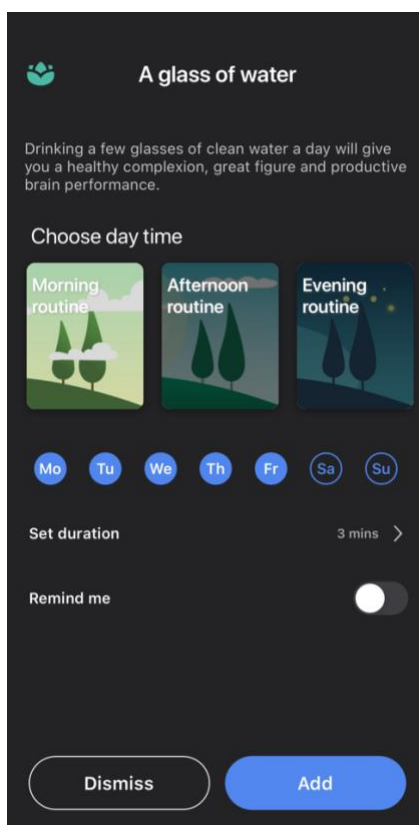 A glass of water
Drinking a few glasses of clean water a day will give
you a healthy complexion, great figure and productive
brain performance.
Choose day time
Morning
routine
Afternoon
routine
Evening
routine
Mo Tu We Th Fr Sa Su
Set duration 3 mins
Remind me
Dismiss Add